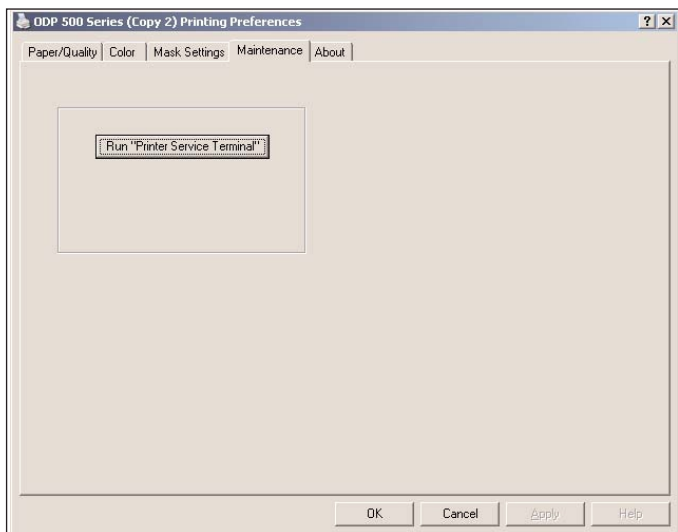 ODP 500 Series (Copy 2) Printing Preferences
Paper/Quality Color Mask Settings Maintenance About
Run "Printer Service Terminal"
OK Cancel Apply Help